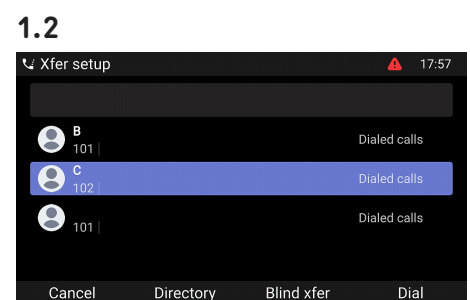 1.2
Xfer setup 17:57
B
101 | Dialed calls
C
102 | Dialed calls
101 | Dialed calls
Cancel Directory Blind xfer Dial